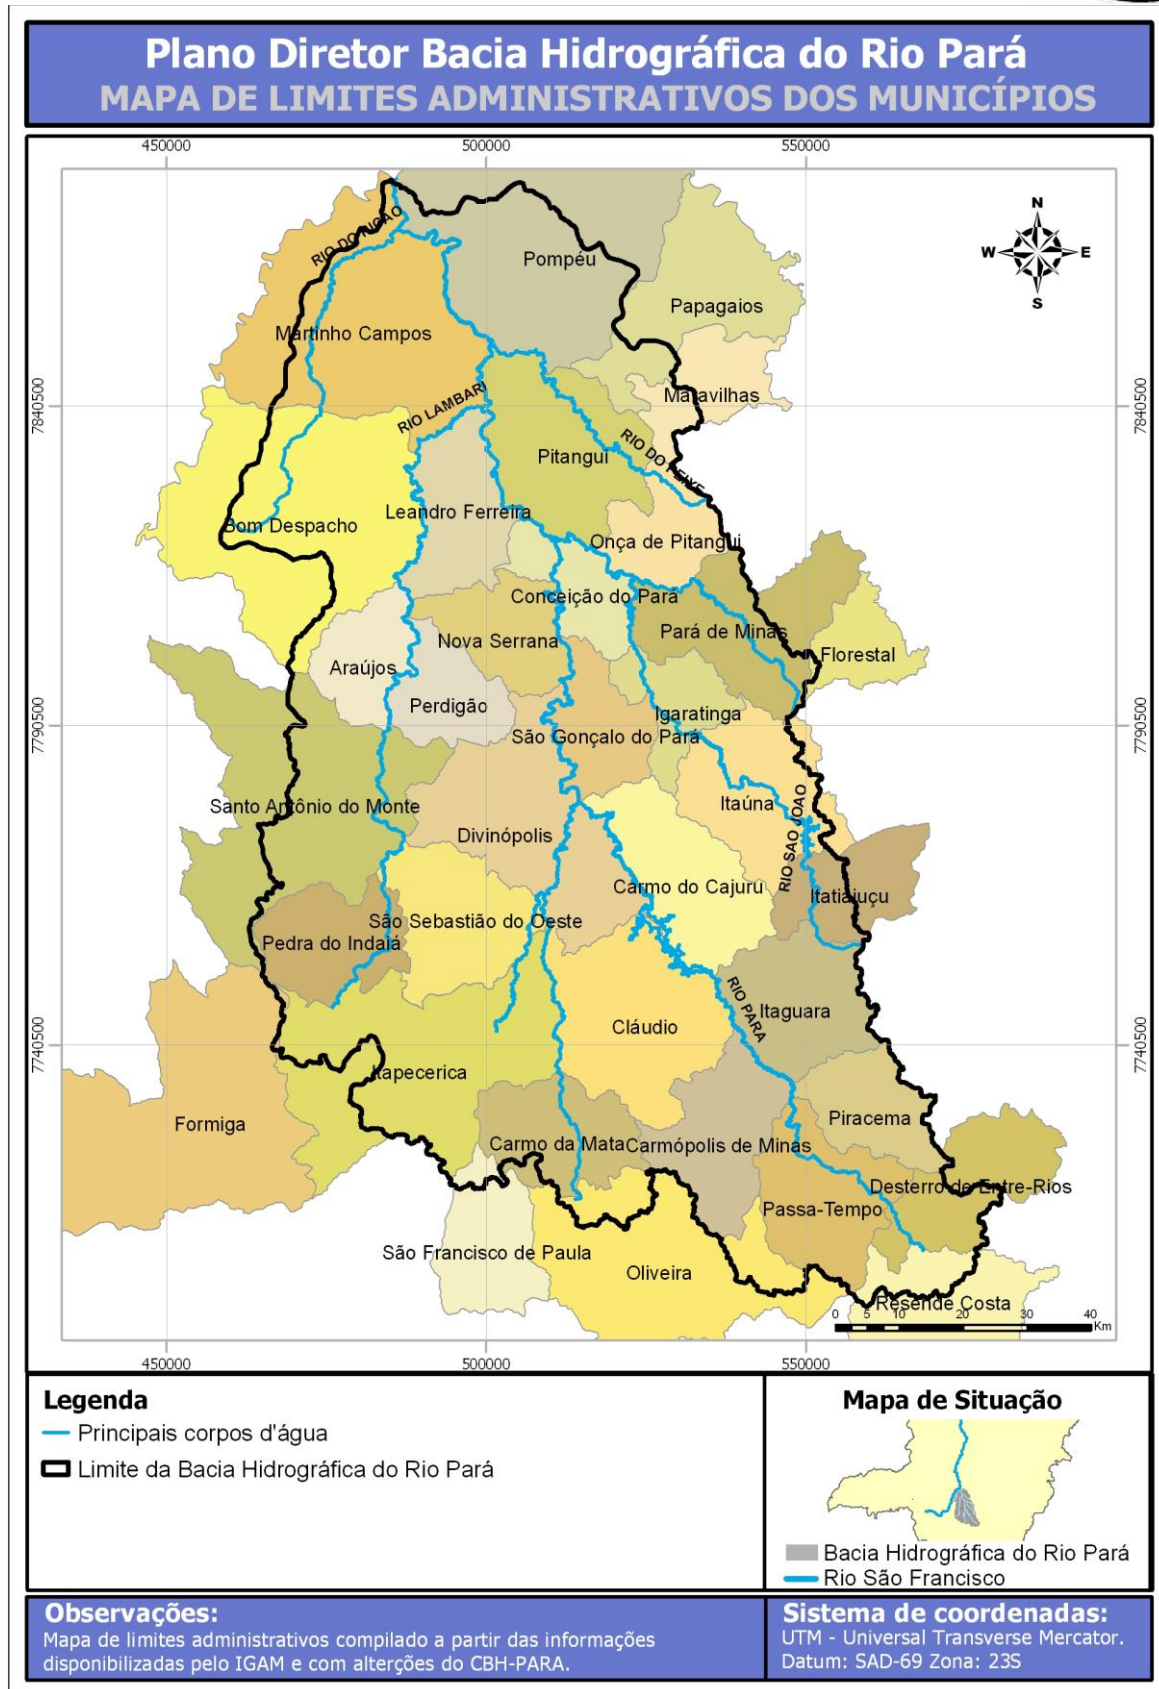 Plano Diretor Bacia Hidrográfica do Rio Pará
MAPA DE LIMITES ADMINISTRATIVOS DOS MUNICÍPIOS
450000
500000
550000
N
W
E
S
RIO DO PICÃO
Pompéu
Papagaios
Martinho Campos
Maravilhas
RIO LAMBARI
7840500
7840500
Pitangui
RIO DO PEIXE
Leandro Ferreira
Bom Despacho
Onça de Pitangui
Conceição do Pará
Nova Serrana
Pará de Minas
Florestal
Araújos
Perdigão
Igaratinga
7790500
7790500
São Gonçalo do Pará
Santo Antônio do Monte
Itaúna
Divinópolis
RIO SAO JOAO
Carmo do Cajuru
Itatiaiuçu
São Sebastião do Oeste
Pedra do Indaiá
RIO PARA
Itaguara
Cláudio
7740500
7740500
Itapecerica
Formiga
Piracema
Carmo da Mata
Carmópolis de Minas
Desterro de Entre-Rios
Passa-Tempo
São Francisco de Paula
Oliveira
Resende Costa
0 5 10 20 30 40
Km
450000
500000
550000
Legenda
Principais corpos d'água
Limite da Bacia Hidrográfica do Rio Pará
Mapa de Situação
Bacia Hidrográfica do Rio Pará
Rio São Francisco
Observações:
Mapa de limites administrativos compilado a partir das informações
disponibilizadas pelo IGAM e com alterções do CBH-PARA.
Sistema de coordenadas:
UTM - Universal Transverse Mercator.
Datum: SAD-69 Zona: 23S